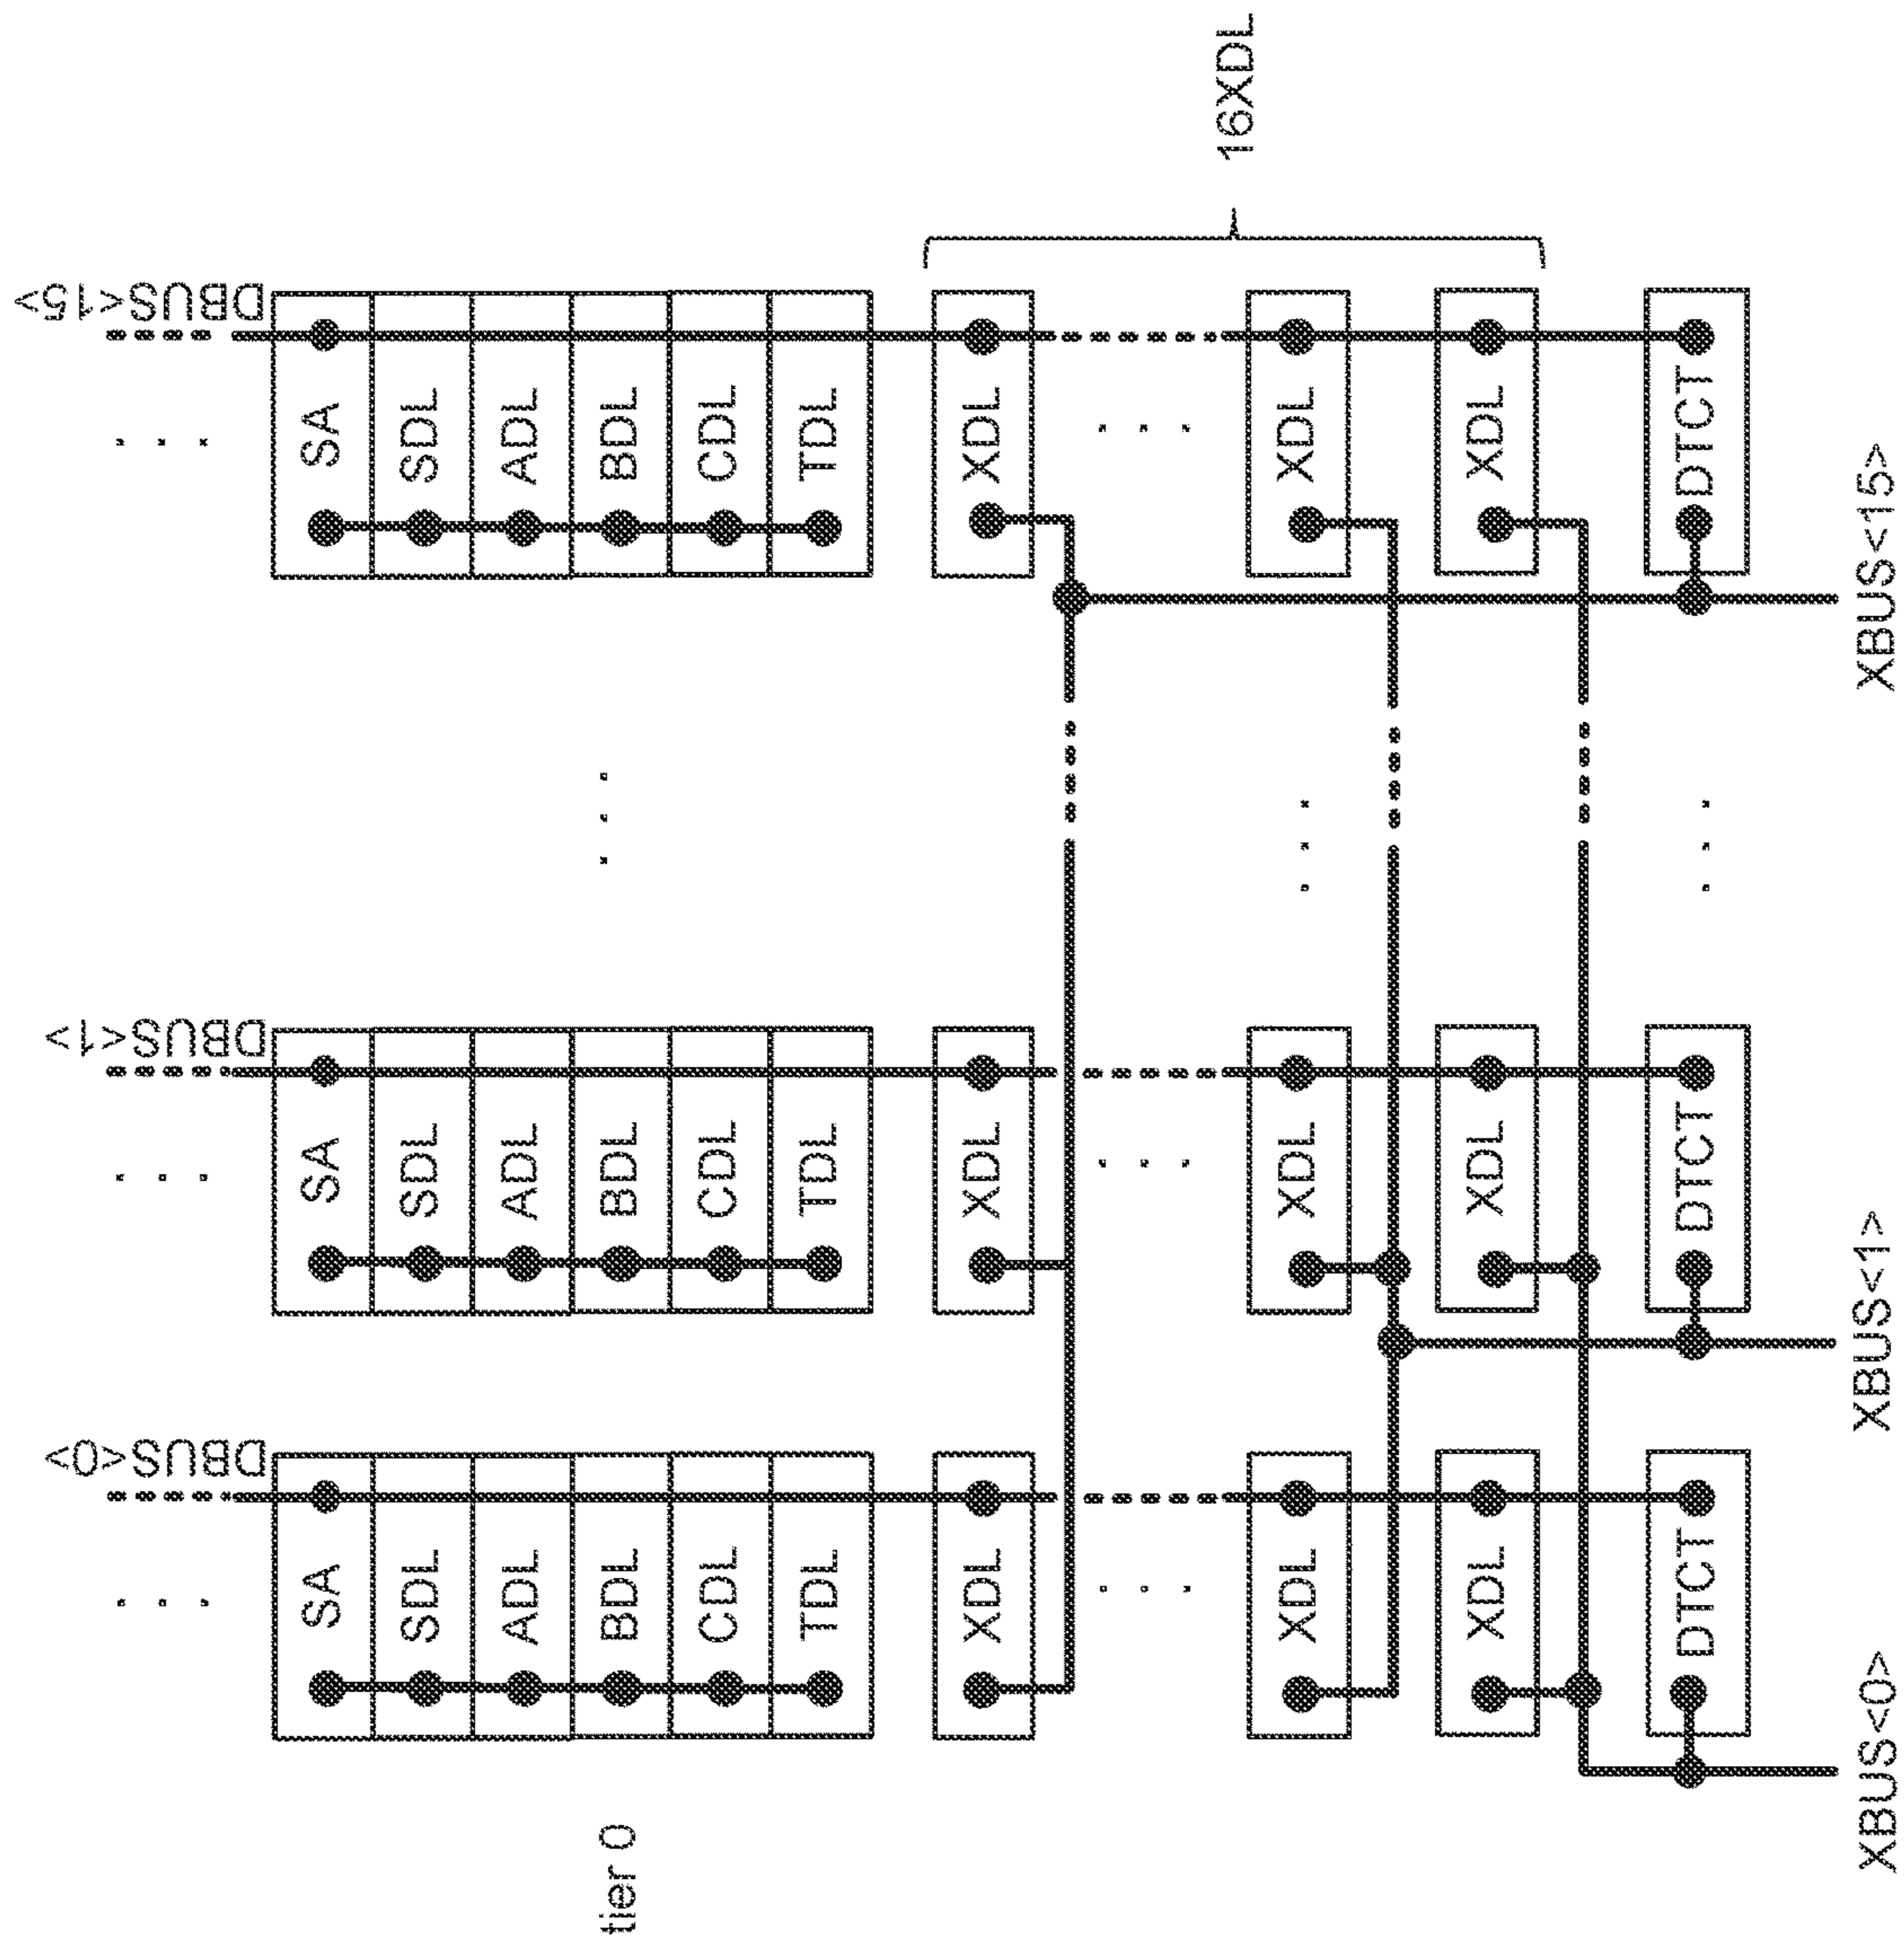 DBUS<0>
DBUS<1>
DBUS<15>
SA
SA
SA
SDL
SDL
SDL
ADL
ADL
ADL
tier 0
BDL
BDL
BDL
CDL
CDL
CDL
TDL
TDL
TDL
XDL
XDL
XDL
16XDL
XDL
XDL
XDL
XDL
XDL
XDL
DTCT
DTCT
DTCT
XBUS<0>
XBUS<1>
XBUS<15>